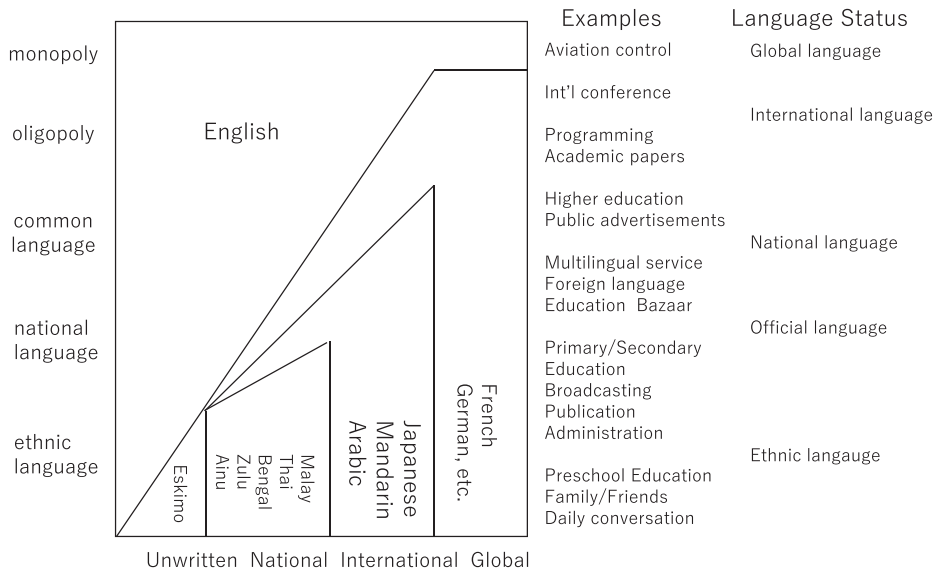 monopoly
oligopoly
common
language
national
language
ethnic
language
English
Eskimo
Ainu
Zulu
Bengal
Thai
Malay
Arabic
Mandarin
Japanese
German, etc.
French
Unwritten National International Global
Examples
Aviation control
Int'l conference
Programming
Academic papers
Higher education
Public advertisements
Multilingual service
Foreign language
Education Bazaar
Primary/Secondary
Education
Broadcasting
Publication
Administration
Preschool Education
Family/Friends
Daily conversation
Language Status
Global language
International language
National language
Official language
Ethnic langauge